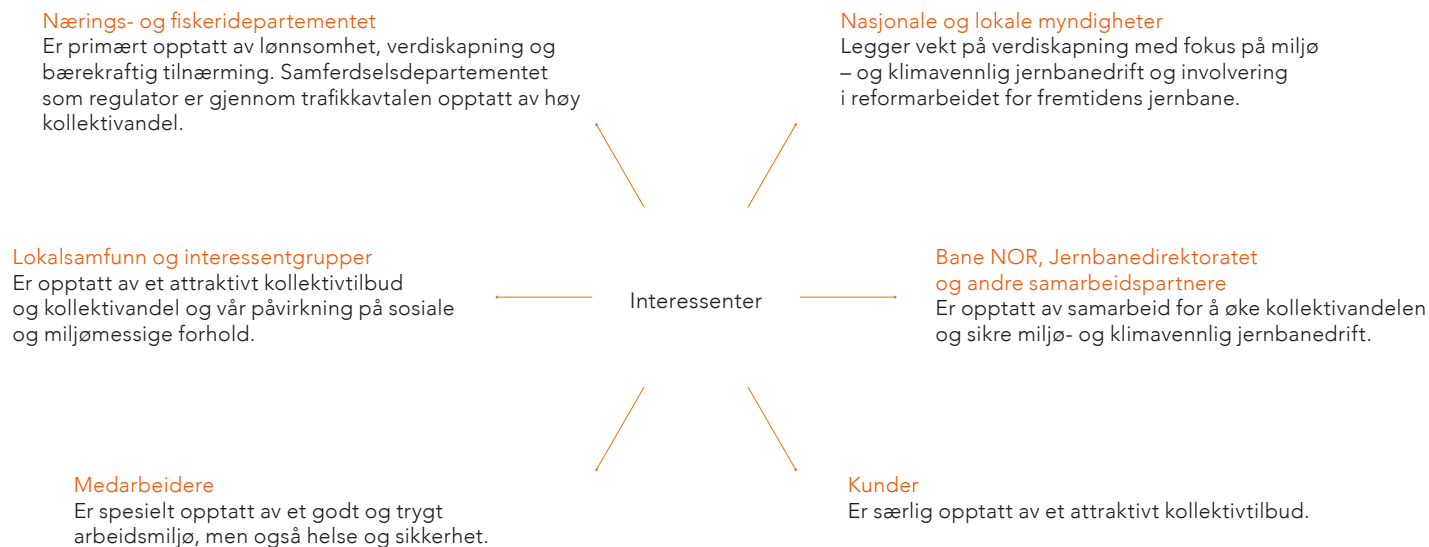 Nærings- og fiskeridepartementet
Er primært opptatt av lønnsomhet, verdiskapning og
bærekraftig tilnærming. Samferdselsdepartementet
som regulator er gjennom trafikkavtalen opptatt av høy
kollektivandel.
Nasjonale og lokale myndigheter
Legger vekt på verdiskapning med fokus på miljø
– og klimavennlig jernbanedrift og involvering
i reformarbeidet for fremtidens jernbane.
Lokalsamfunn og interessentgrupper
Er opptatt av et attraktivt kollektivtilbud
og kollektivandel og vår påvirkning på sosiale
og miljømessige forhold.
Interessenter
Bane NOR, Jernbanedirektoratet
og andre samarbeidspartnere
Er opptatt av samarbeid for å øke kollektivandelen
og sikre miljø- og klimavennlig jernbanedrift.
Medarbeidere
Er spesielt opptatt av et godt og trygt
arbeidsmiljø, men også helse og sikkerhet.
Kunder
Er særlig opptatt av et attraktivt kollektivtilbud.